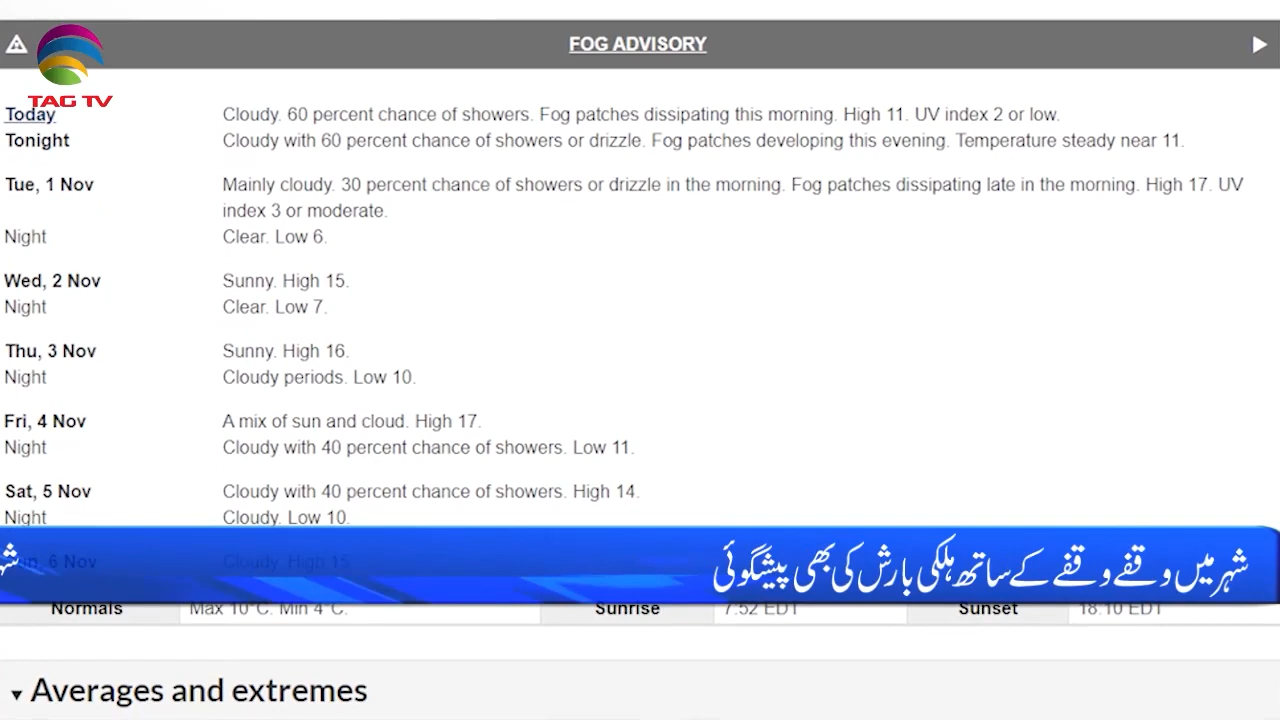 FOG ADVISORY
TAG TV
Today Cloudy. 60 percent chance of showers. Fog patches dissipating this morning. High 11. UV index 2 or low.
Tonight Cloudy with 60 percent chance of showers or drizzle. Fog patches developing this evening. Temperature steady near 11.
Tue, 1 Nov Mainly cloudy. 30 percent chance of showers or drizzle in the morning. Fog patches dissipating late in the morning. High 17. UV
index 3 or moderate.
Night Clear. Low 6.
Wed, 2 Nov Sunny. High 15.
Night Clear. Low 7.
Thu, 3 Nov Sunny. High 16.
Night Cloudy periods. Low 10.
Fri, 4 Nov A mix of sun and cloud. High 17.
Night Cloudy with 40 percent chance of showers. Low 11.
Sat, 5 Nov Cloudy with 40 percent chance of showers. High 14.
Night Cloudy. Low 10.
6 Nov Cloudy. High 15.
شہر میں وقفے وقفے کے ساتھ ہلکی بارش کی بھی پیشگوئی
Normals Max 10°C. Min 4°C. Sunrise 7:52 EDT Sunset 18:10 EDT
Averages and extremes